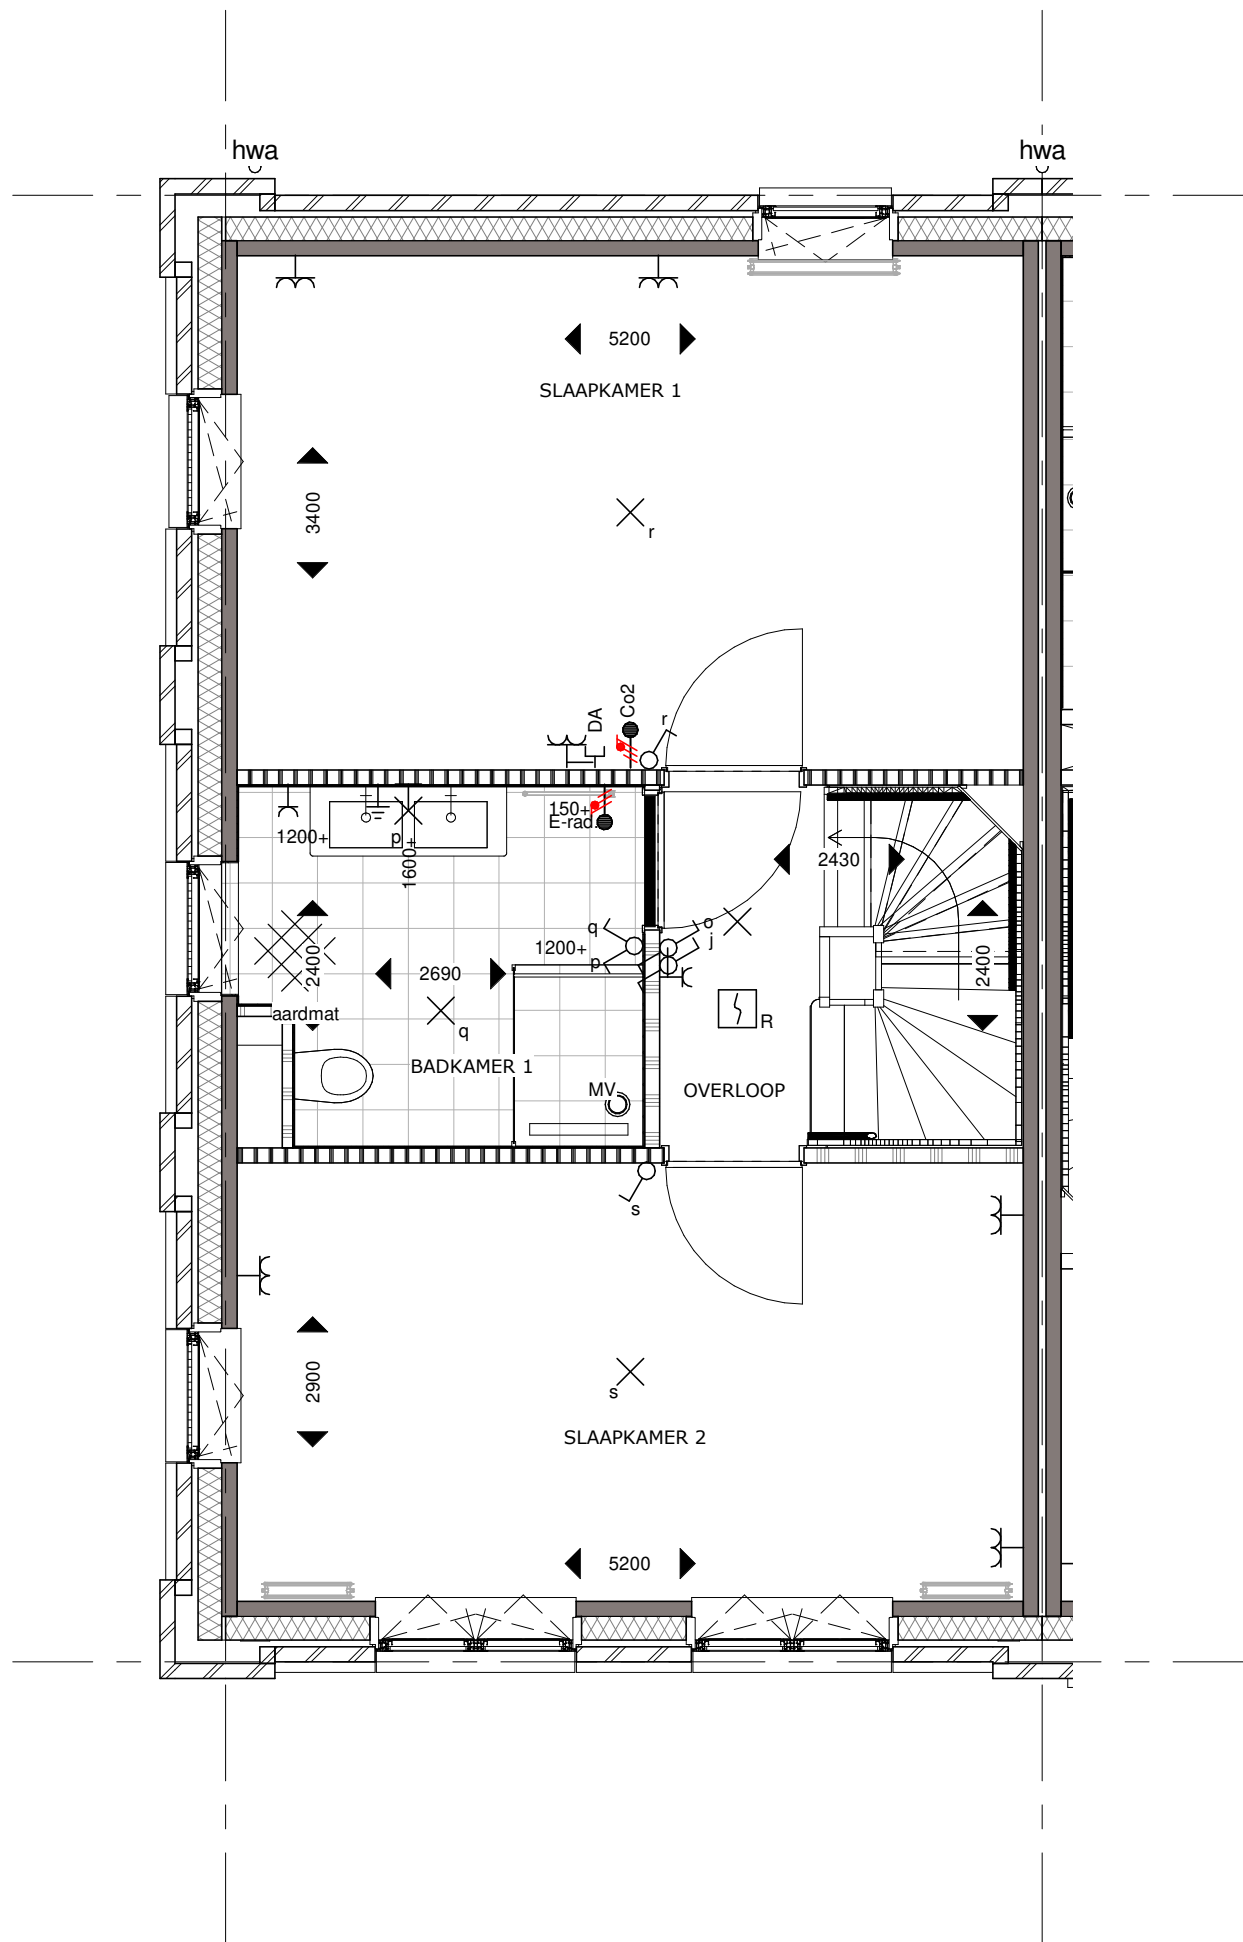 hwa
hwa
5200
SLAAPKAMER 1
3400
r
DA
Co2
r
1200+
p
1600+
150+
E-rad.
2430
q
1200+
p
o
j
2400
2690
2400
aardmat
q
R
BADKAMER 1
MV
OVERLOOP
s
2900
s
SLAAPKAMER 2
5200